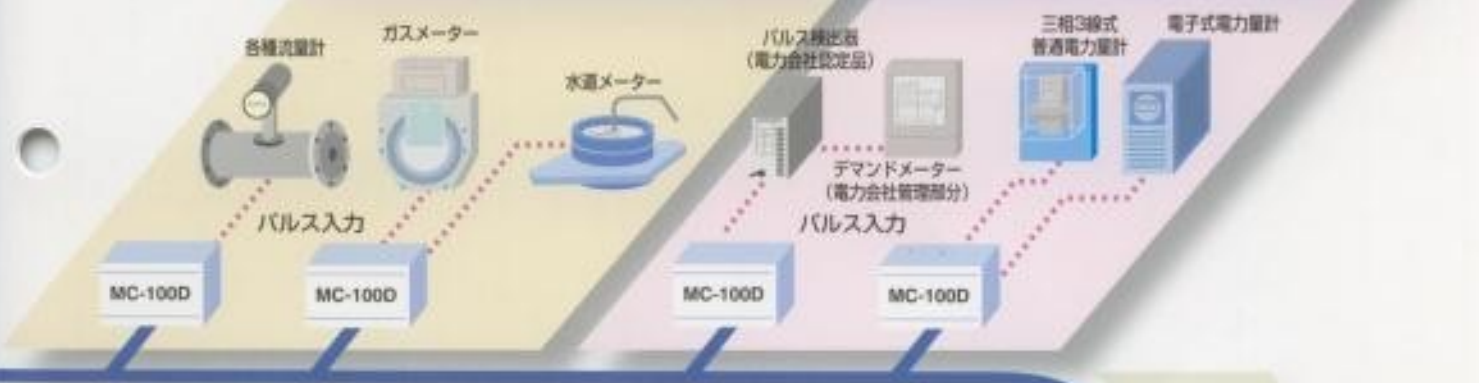 各種流量計
ガスメーター
水道メーター
パルス入力
MC-100D
MC-100D
パルス検出器
(電力会社認定品)
デマンドメーター
(電力会社管理部分)
三相3線式
普通電力量計
電子式電力量計
パルス入力
MC-100D
MC-100D